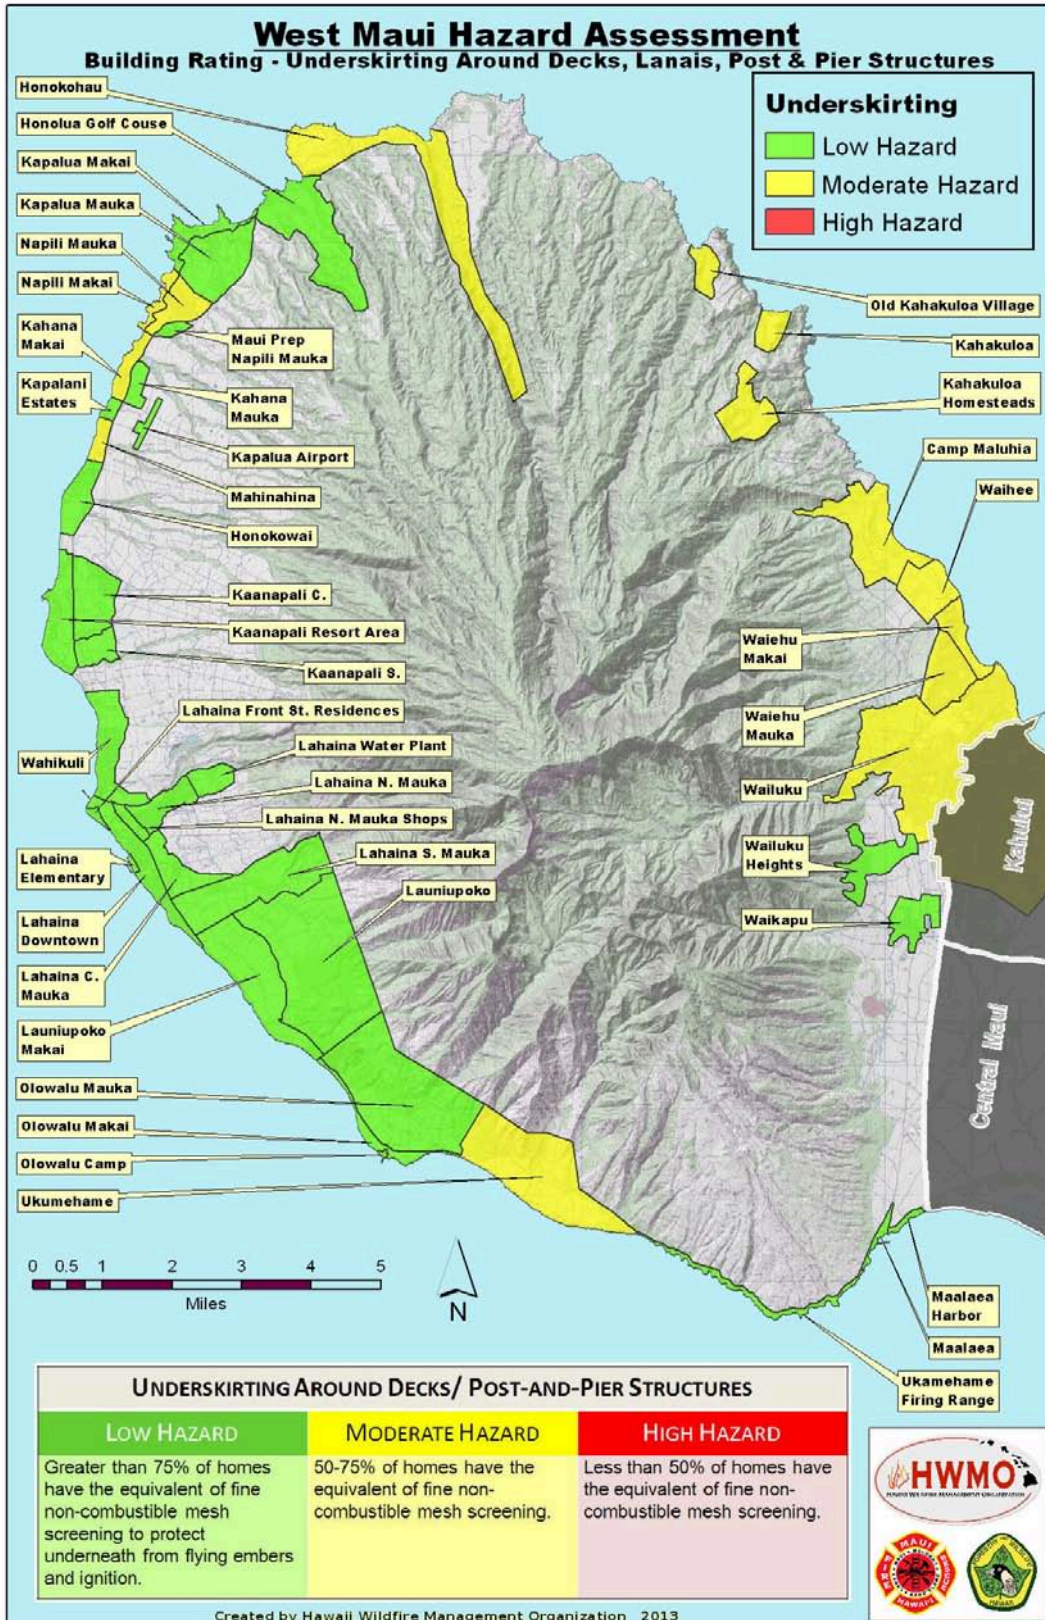 West Maui Hazard Assessment
Building Rating - Underskirting Around Decks, Lanais, Post & Pier Structures
Underskirting
Low Hazard
Moderate Hazard
High Hazard
Honokohau
Honolua Golf Couse
Kapalua Makai
Kapalua Mauka
Napili Mauka
Napili Makai
Kahana
Makai
Kapalani
Estates
Maui Prep
Napili Mauka
Kahana
Mauka
Kapalua Airport
Mahinahina
Honokowai
Kaanapali C.
Kaanapali Resort Area
Kaanapali S.
Lahaina Front St. Residences
Wahikuli
Lahaina Water Plant
Lahaina N. Mauka
Lahaina N. Mauka Shops
Lahaina S. Mauka
Launiupoko
Lahaina
Elementary
Lahaina
Downtown
Lahaina C.
Mauka
Launiupoko
Makai
Olowalu Mauka
Olowalu Makai
Olowalu Camp
Ukumehame
Old Kahakuloa Village
Kahakuloa
Kahakuloa
Homesteads
Camp Maluhia
Waihee
Waiehu
Makai
Waiehu
Mauka
Wailuku
Wailuku
Heights
Waikapu
Kahului
Central Maui
Maalaea
Harbor
Maalaea
Ukamehame
Firing Range
0 0.5 1 2 3 4 5
Miles
N
UNDERSKIRTING AROUND DECKS/ POST-AND-PIER STRUCTURES
LOW HAZARD
Greater than 75% of homes
have the equivalent of fine
non-combustible mesh
screening to protect
underneath from flying embers
and ignition.
MODERATE HAZARD
50-75% of homes have the
equivalent of fine non-
combustible mesh screening.
HIGH HAZARD
Less than 50% of homes have
the equivalent of fine non-
combustible mesh screening.
HWMO
HAWAII WILDFIRE MANAGEMENT ORGANIZATION
MAUI
FIRE
HAWAII
Created by Hawaii Wildfire Management Organization 2013